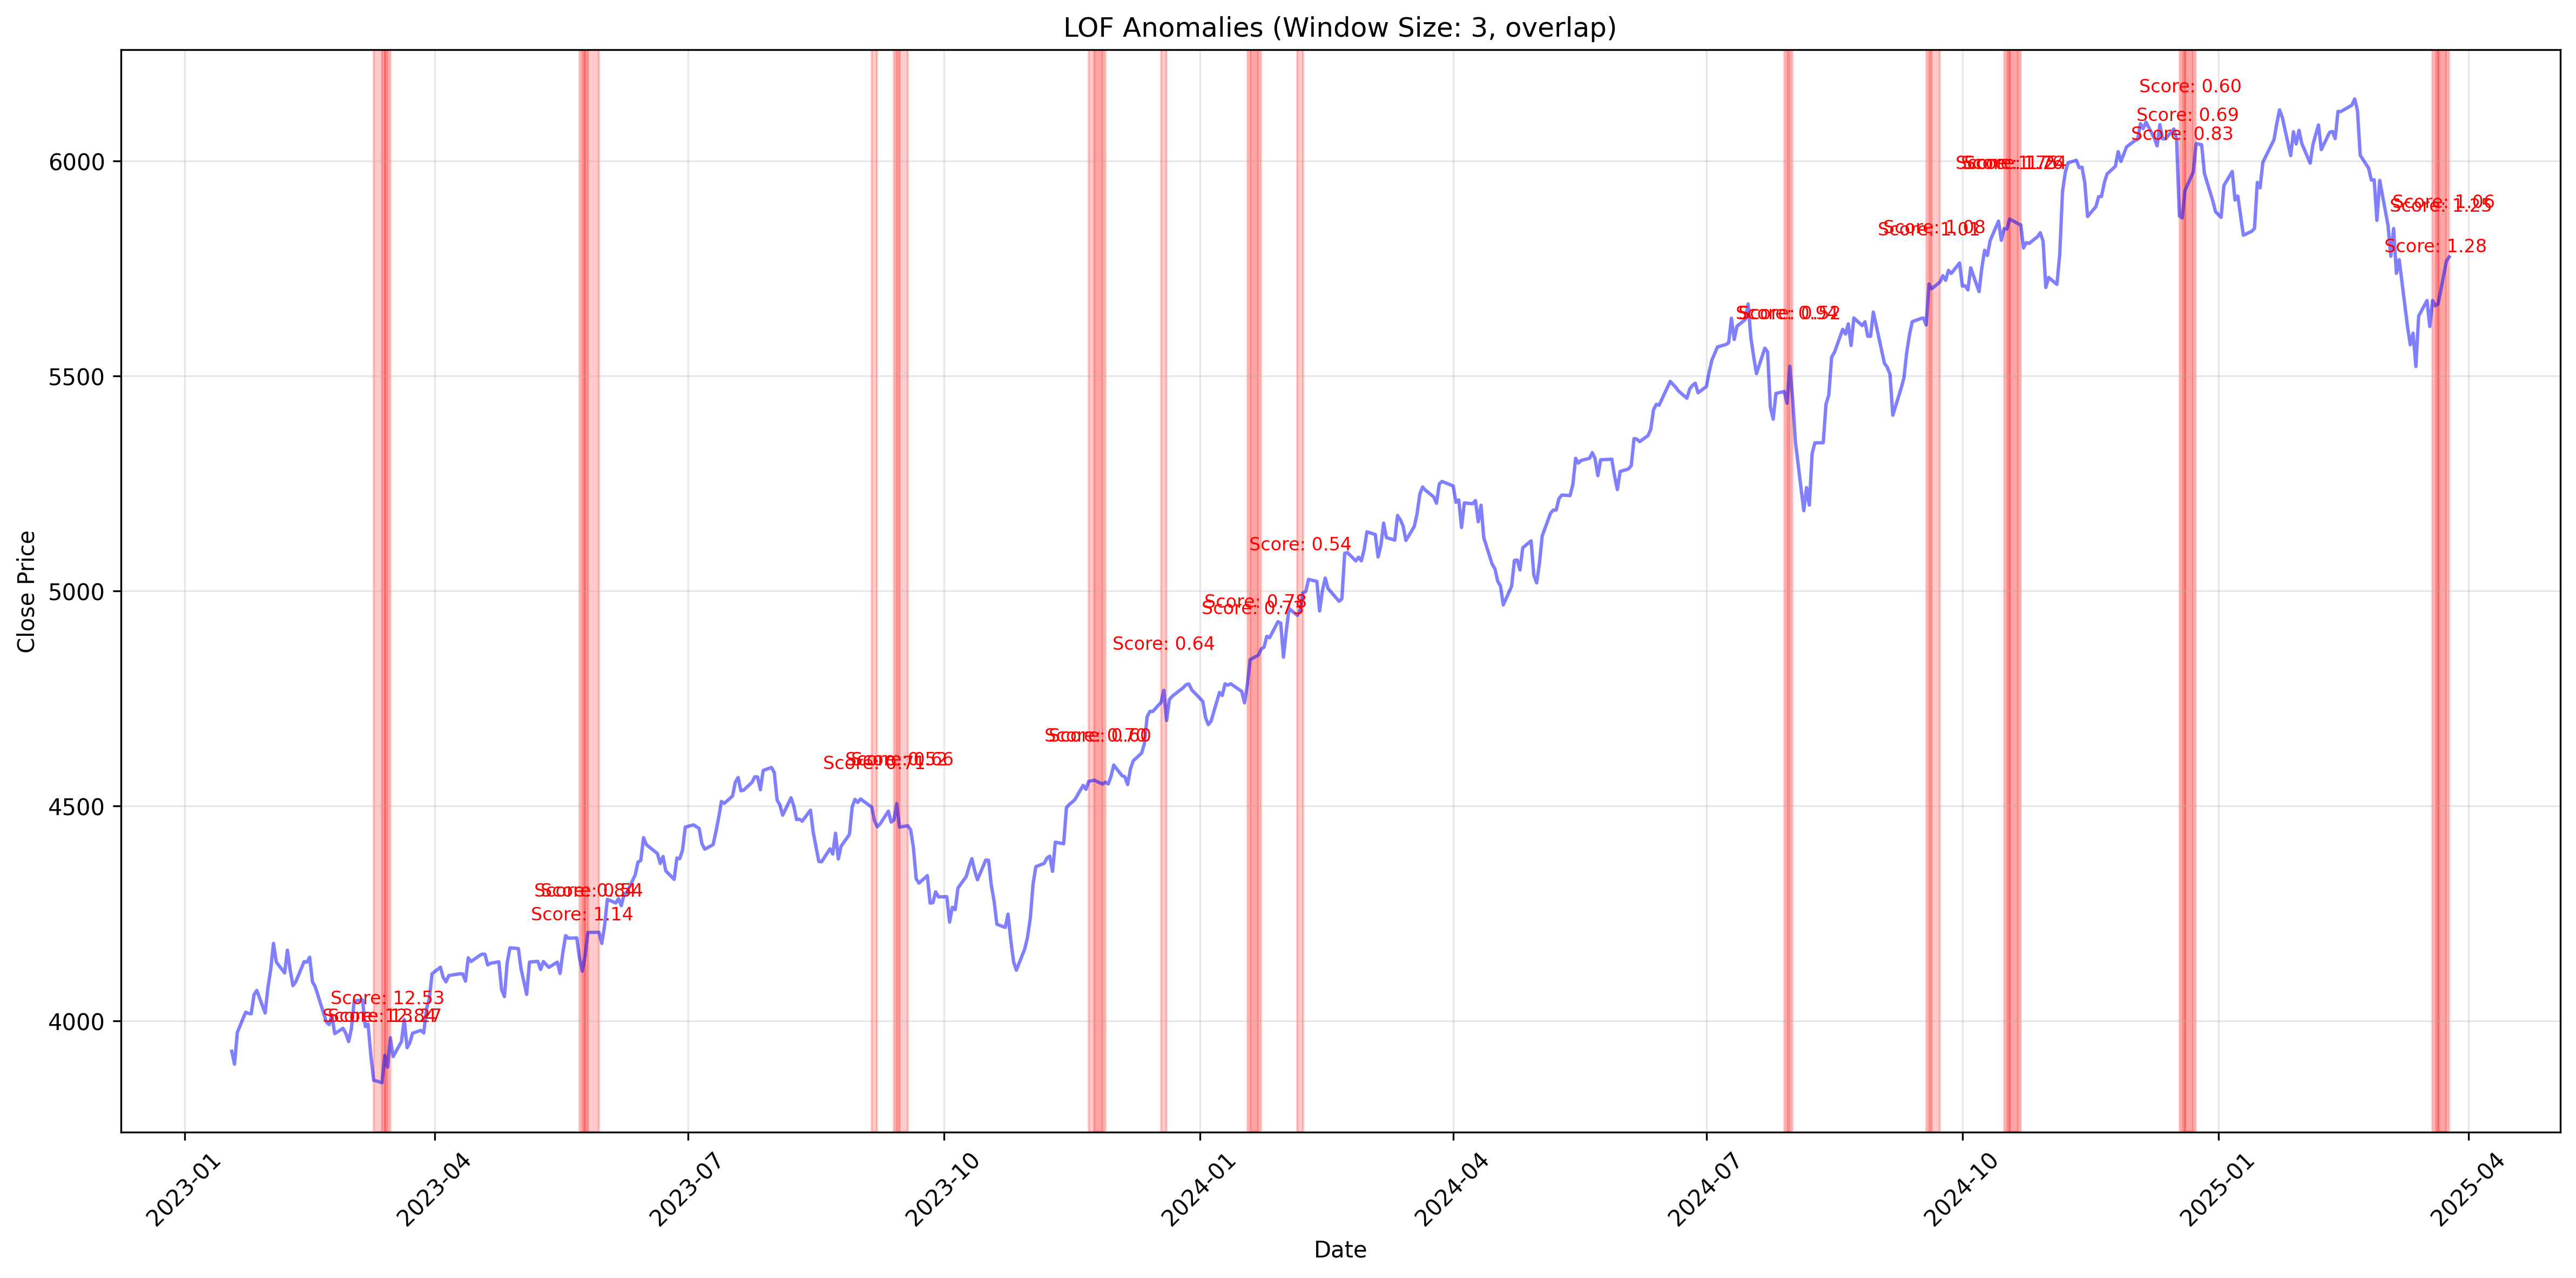 LOF Anomalies (Window Size: 3, overlap)
Close Price
6000
5500
5000
4500
4000
Score: 12.53
Score: 1.14
Score: 0.71
Score: 0.64
Score: 0.78
Score: 0.73
Score: 0.54
Score: 1.08
Score: 1.01
Score: 0.60
Score: 0.69
Score: 0.83
Score: 1.06
Score: 1.25
Score: 1.28
2023-01
2023-04
2023-07
2023-10
2024-01
2024-04
2024-07
2024-10
2025-01
2025-04
Date